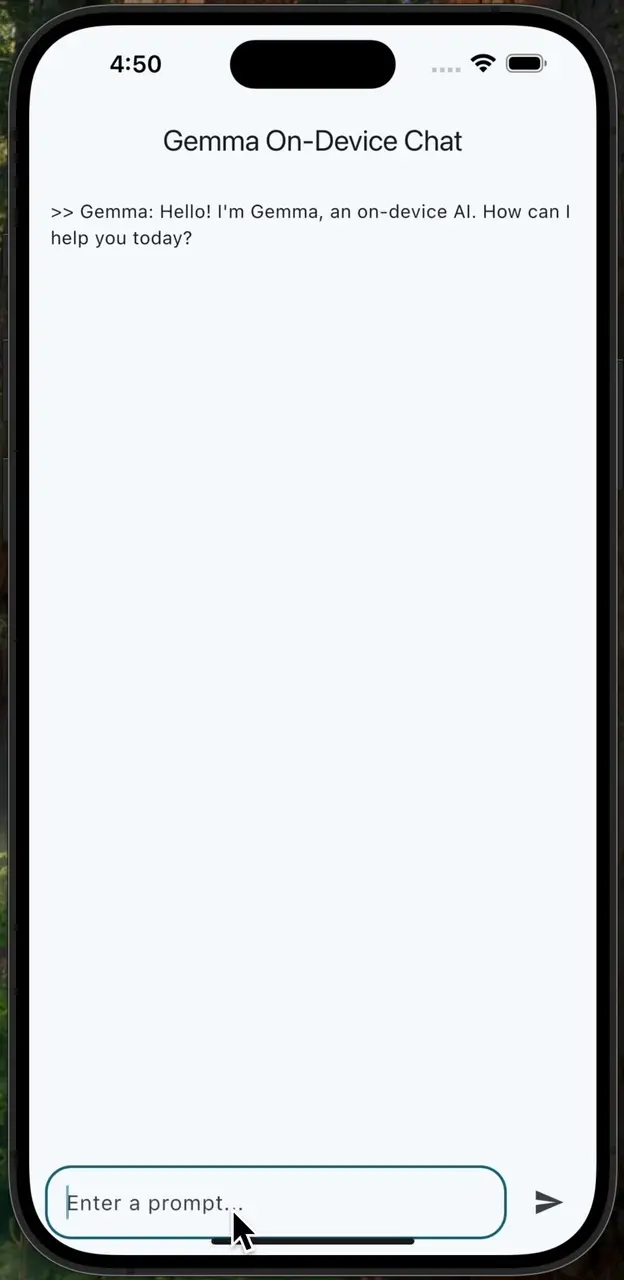 4:50
Gemma On-Device Chat
>> Gemma: Hello! I'm Gemma, an on-device AI. How can I
help you today?
Enter a prompt...